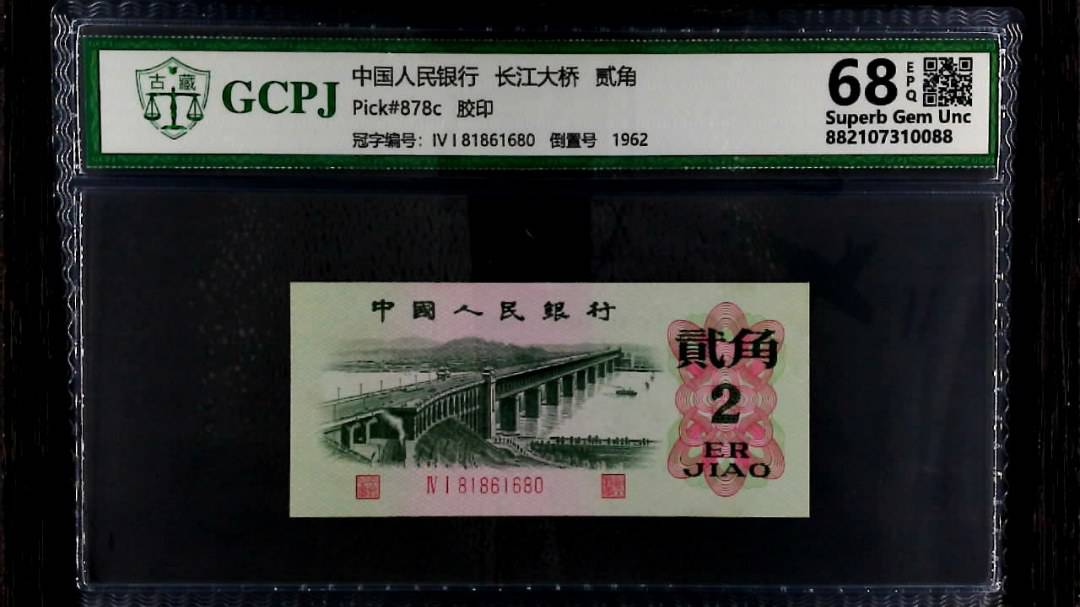 古藏
GCPJ
中国人民银行 长江大桥 贰角
Pick#878c 胶印
冠字编号: IV I 81861680 倒置号 1962
68
EPQ
Superb Gem Unc
882107310088
中國人民銀行
貳角
2
ER
JIAO
IV I 81861680